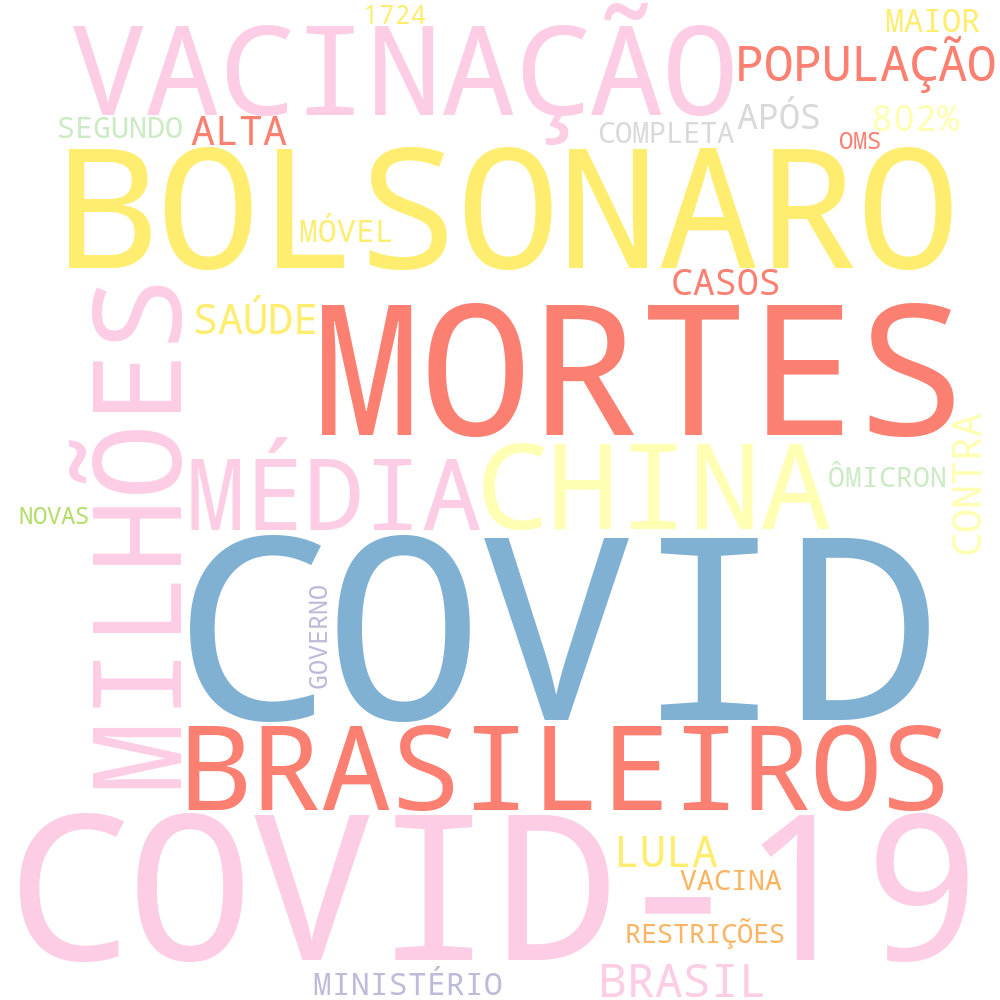 1724
MAIOR
VACINAÇÃO
POPULAÇÃO
SEGUNDO
ALTA
COMPLETA
APÓS
802%
OMS
BOLSONARO
MÓVEL
CASOS
SAÚDE
MORTES
MILHÕES
MÉDIA
CHINA
ÔMICRON
CONTRA
NOVAS
COVID
GOVERNO
BRASILEIROS
COVID-19
LULA
VACINA
RESTRIÇÕES
MINISTÉRIO
BRASIL